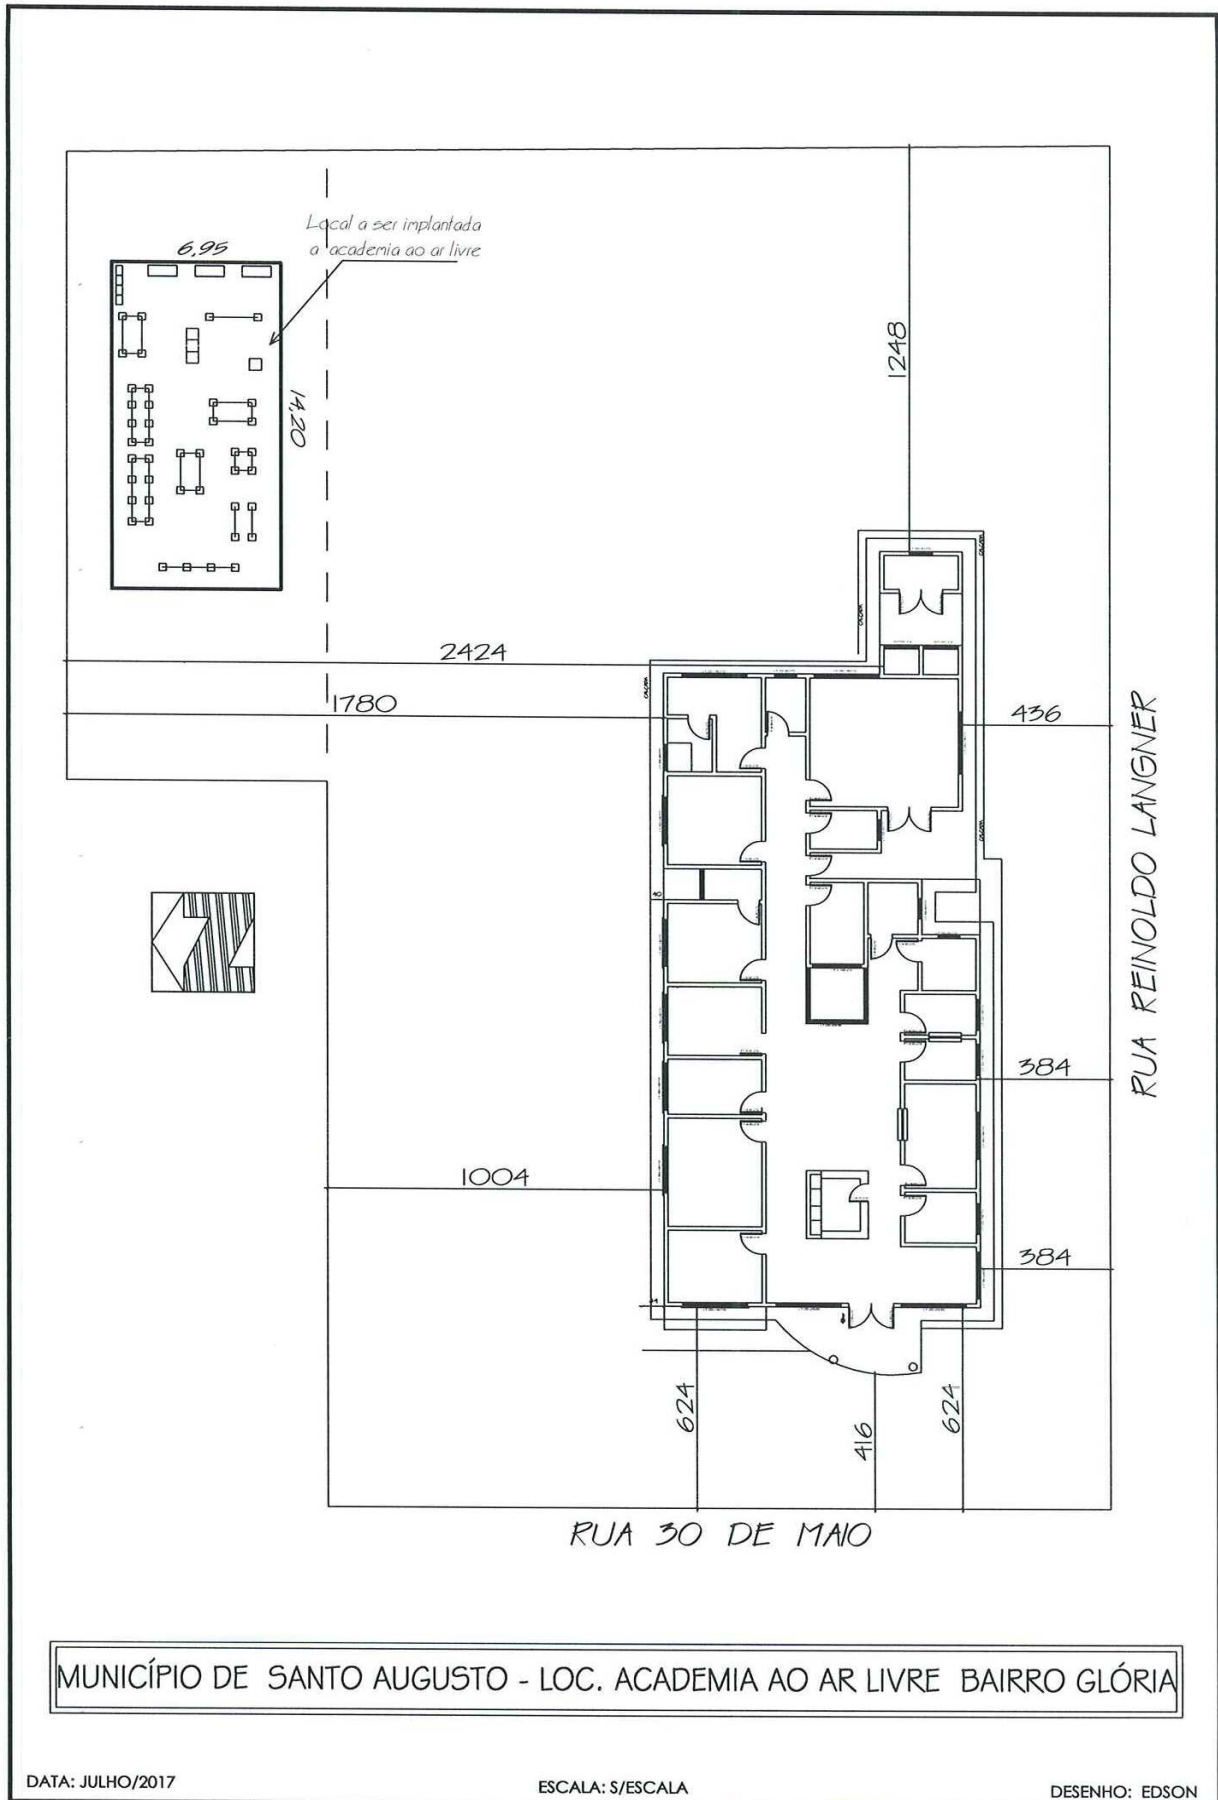 Local a ser implantada
a academia ao ar livre
6,95
14,20
1248
2424
1780
436
RUA REINOLDO LANGNER
384
1004
384
624
416
624
RUA 30 DE MAIO
MUNICÍPIO DE SANTO AUGUSTO - LOC. ACADEMIA AO AR LIVRE BAIRRO GLÓRIA
DATA: JULHO/2017
ESCALA: S/ESCALA
DESENHO: EDSON